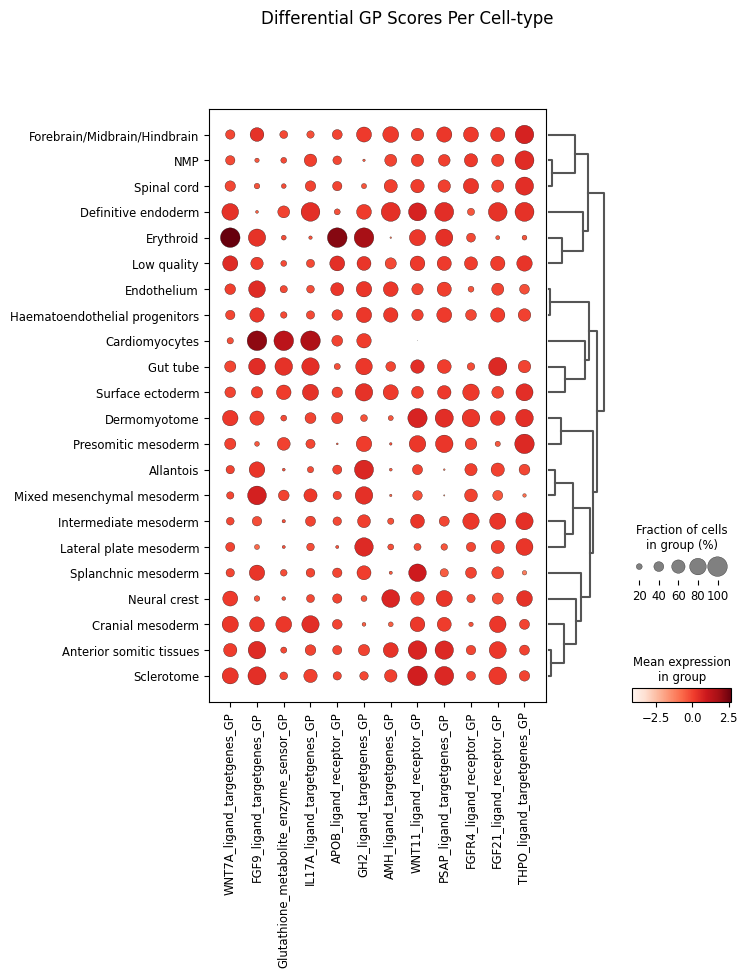 Differential GP Scores Per Cell-type
Forebrain/Midbrain/Hindbrain
NMP
Spinal cord
Definitive endoderm
Erythroid
Low quality
Endothelium
Haematoendothelial progenitors
Cardiomyocytes
Gut tube
Surface ectoderm
Dermomyotome
Presomitic mesoderm
Allantois
Mixed mesenchymal mesoderm
Intermediate mesoderm
Lateral plate mesoderm
Splanchnic mesoderm
Neural crest
Cranial mesoderm
Anterior somitic tissues
Sclerotome
WNT7A_ligand_targetgenes_GP
FGF9_ligand_targetgenes_GP
Glutathione_metabolite_enzyme_sensor_GP
IL17A_ligand_targetgenes_GP
APOB_ligand_receptor_GP
GH2_ligand_targetgenes_GP
AMH_ligand_targetgenes_GP
WNT11_ligand_receptor_GP
PSAP_ligand_targetgenes_GP
FGFR4_ligand_receptor_GP
FGF21_ligand_receptor_GP
THPO_ligand_targetgenes_GP
Fraction of cells
in group (%)
20 40 60 80 100
Mean expression
in group
−2.5 0.0 2.5